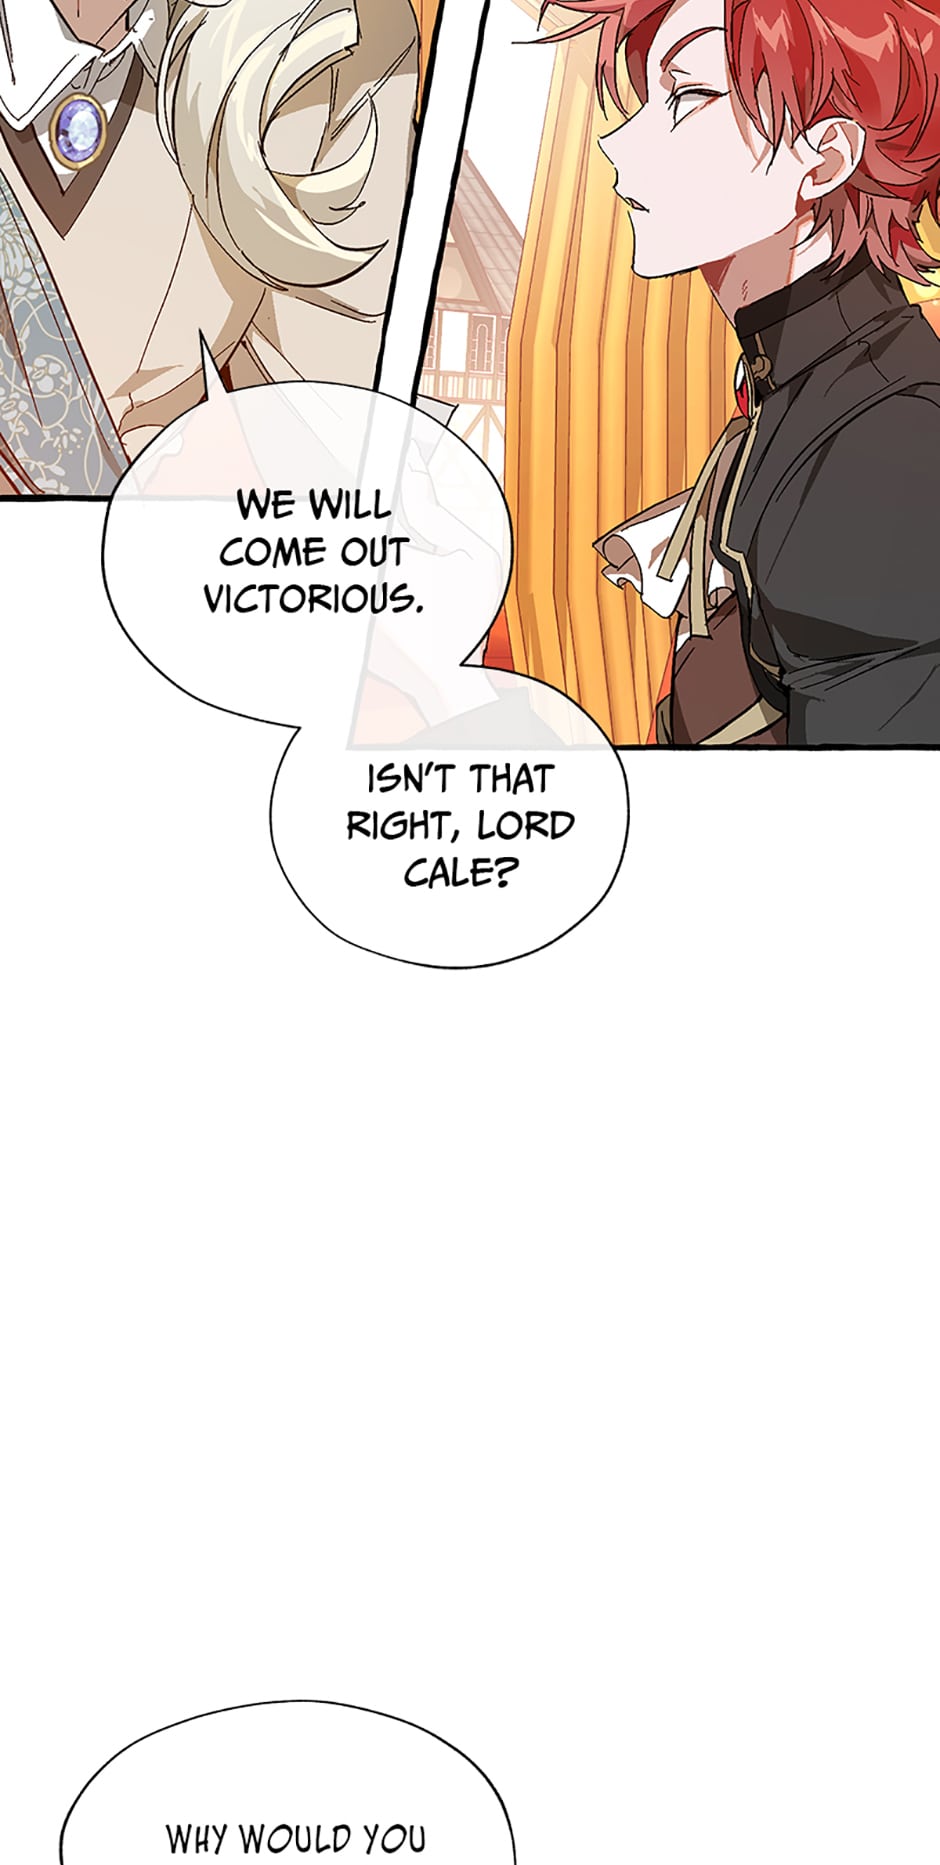 WE WILL
COME OUT
VICTORIOUS.
ISN'T THAT
RIGHT, LORD
CALE?
WHY WOULD YOU